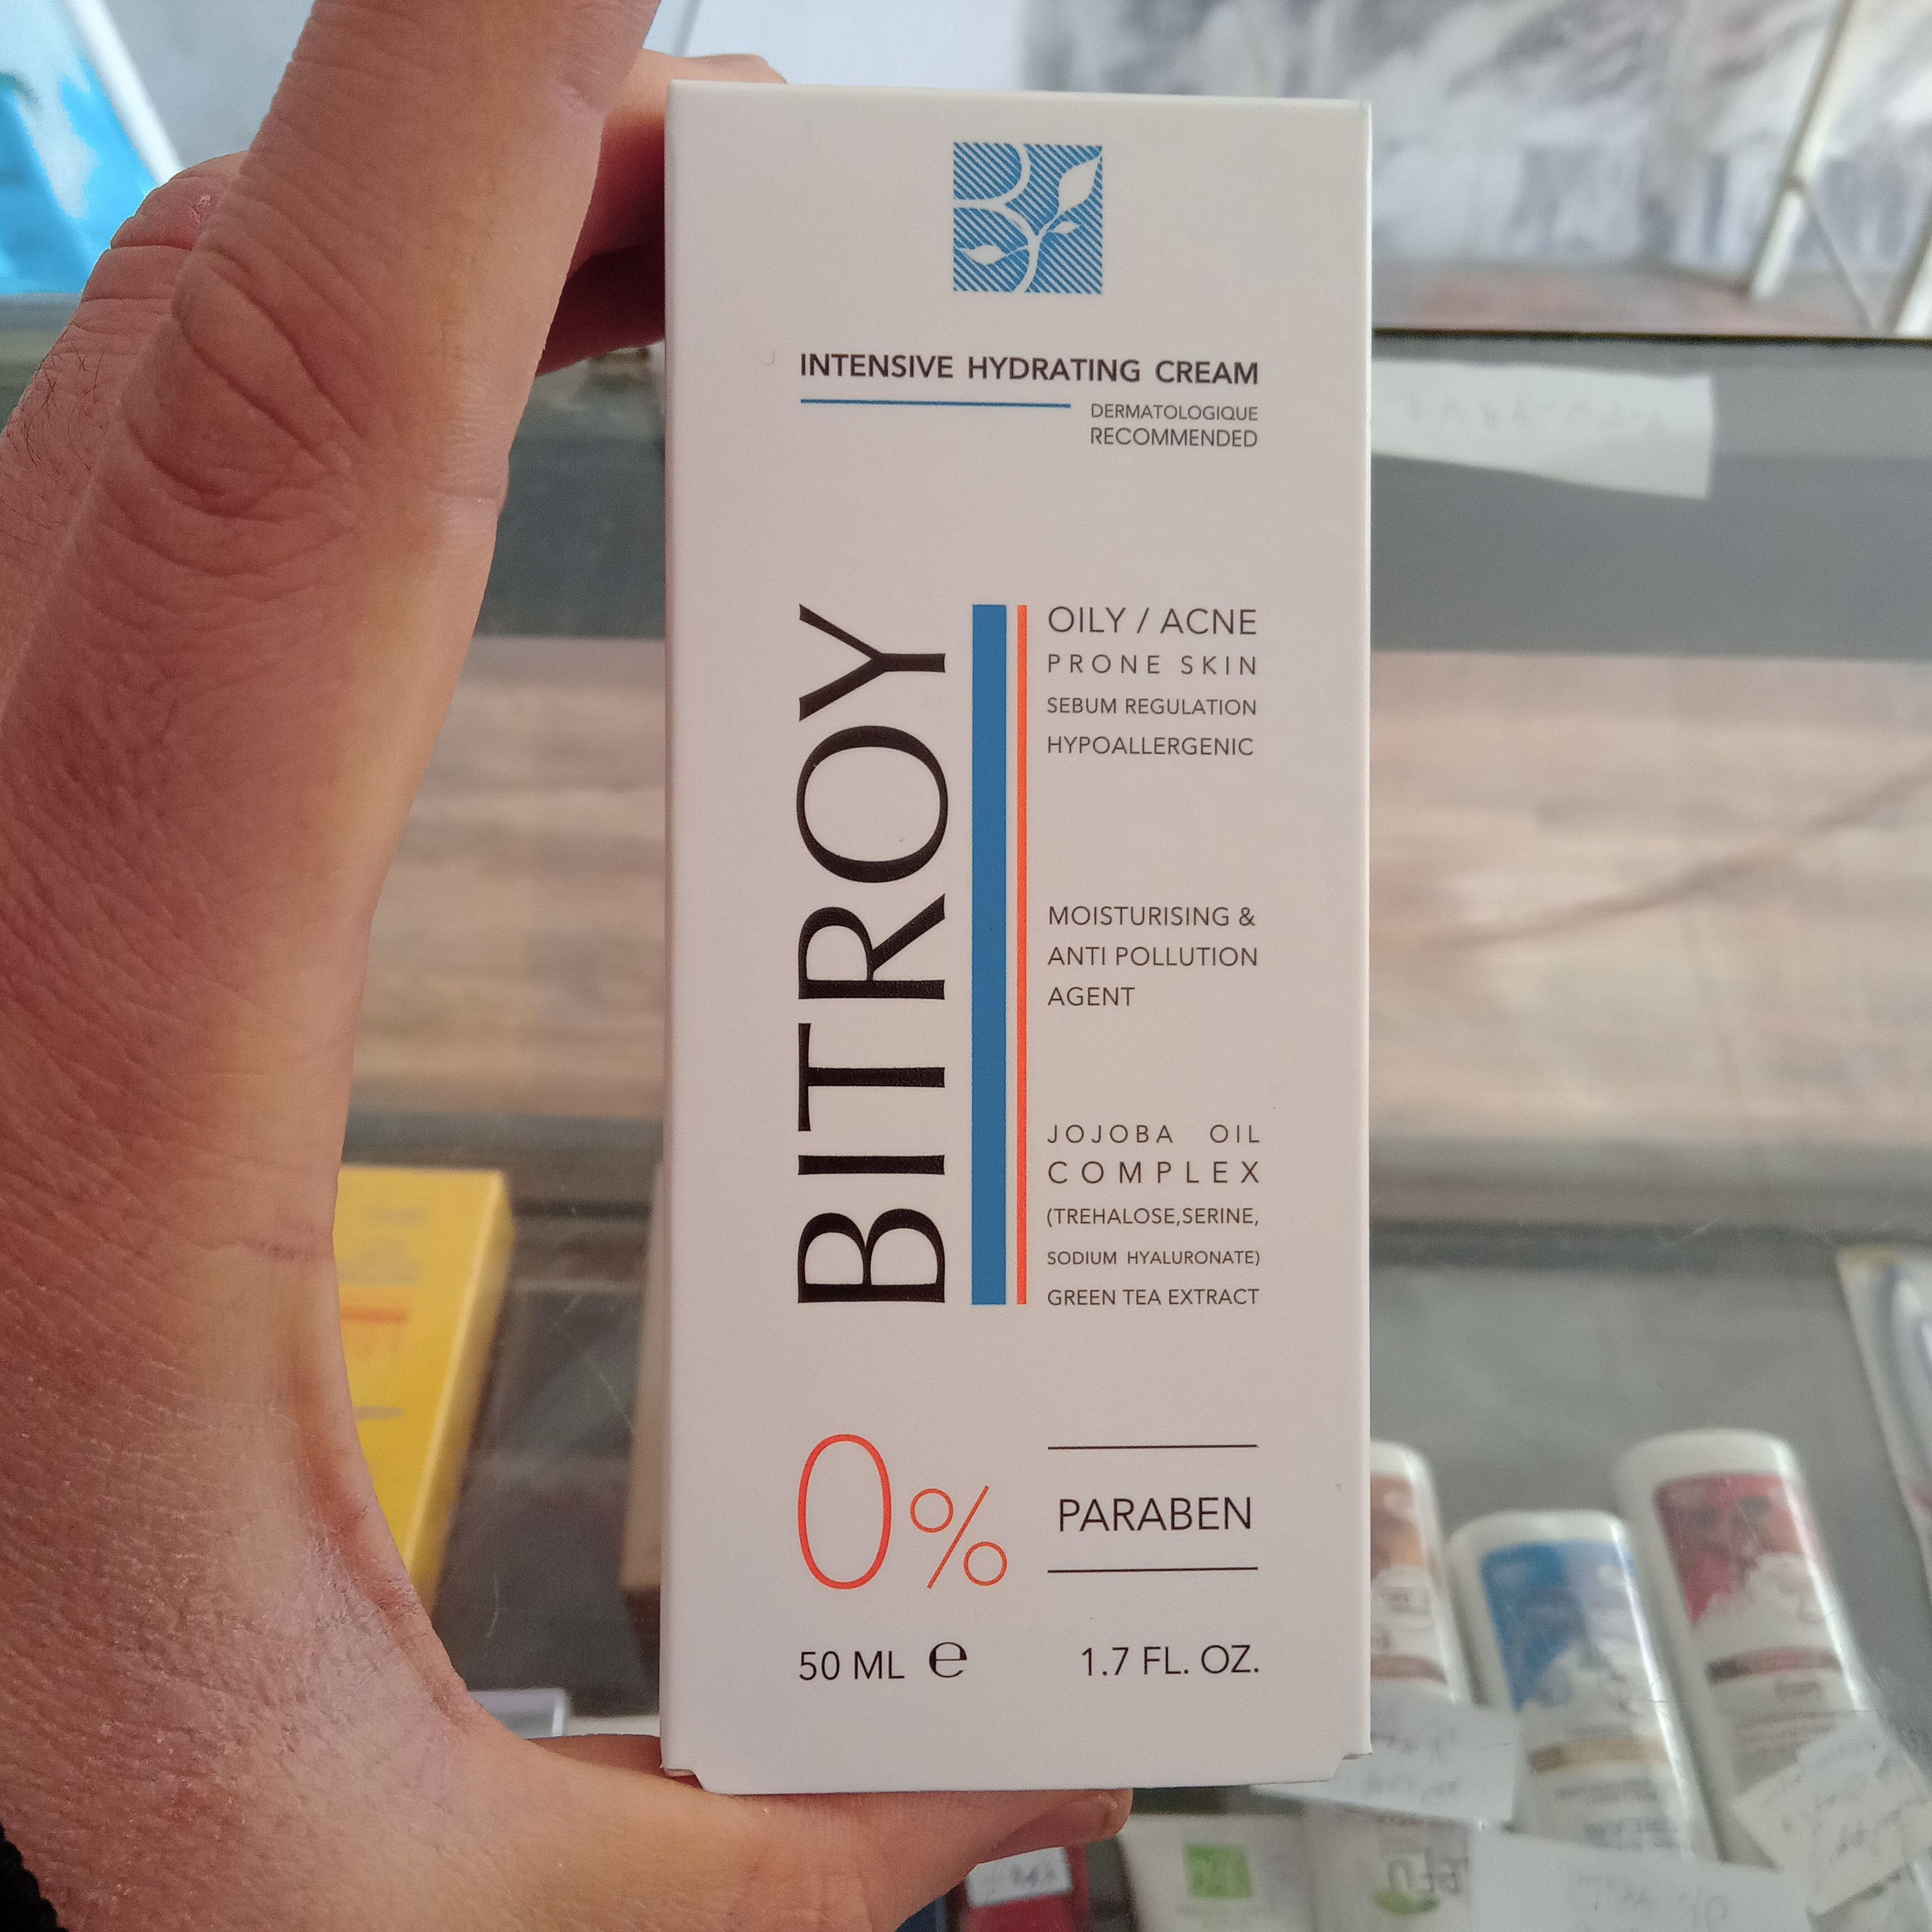 INTENSIVE HYDRATING CREAM
DERMATOLOGIQUE
RECOMMENDED
BITROY
OILY / ACNE
PRONE SKIN
SEBUM REGULATION
HYPOALLERGENIC
MOISTURISING &
ANTI POLLUTION
AGENT
JOJOBA OIL
COMPLEX
(TREHALOSE,SERINE,
SODIUM HYALURONATE)
GREEN TEA EXTRACT
0%
PARABEN
50 ML e
1.7 FL. OZ.